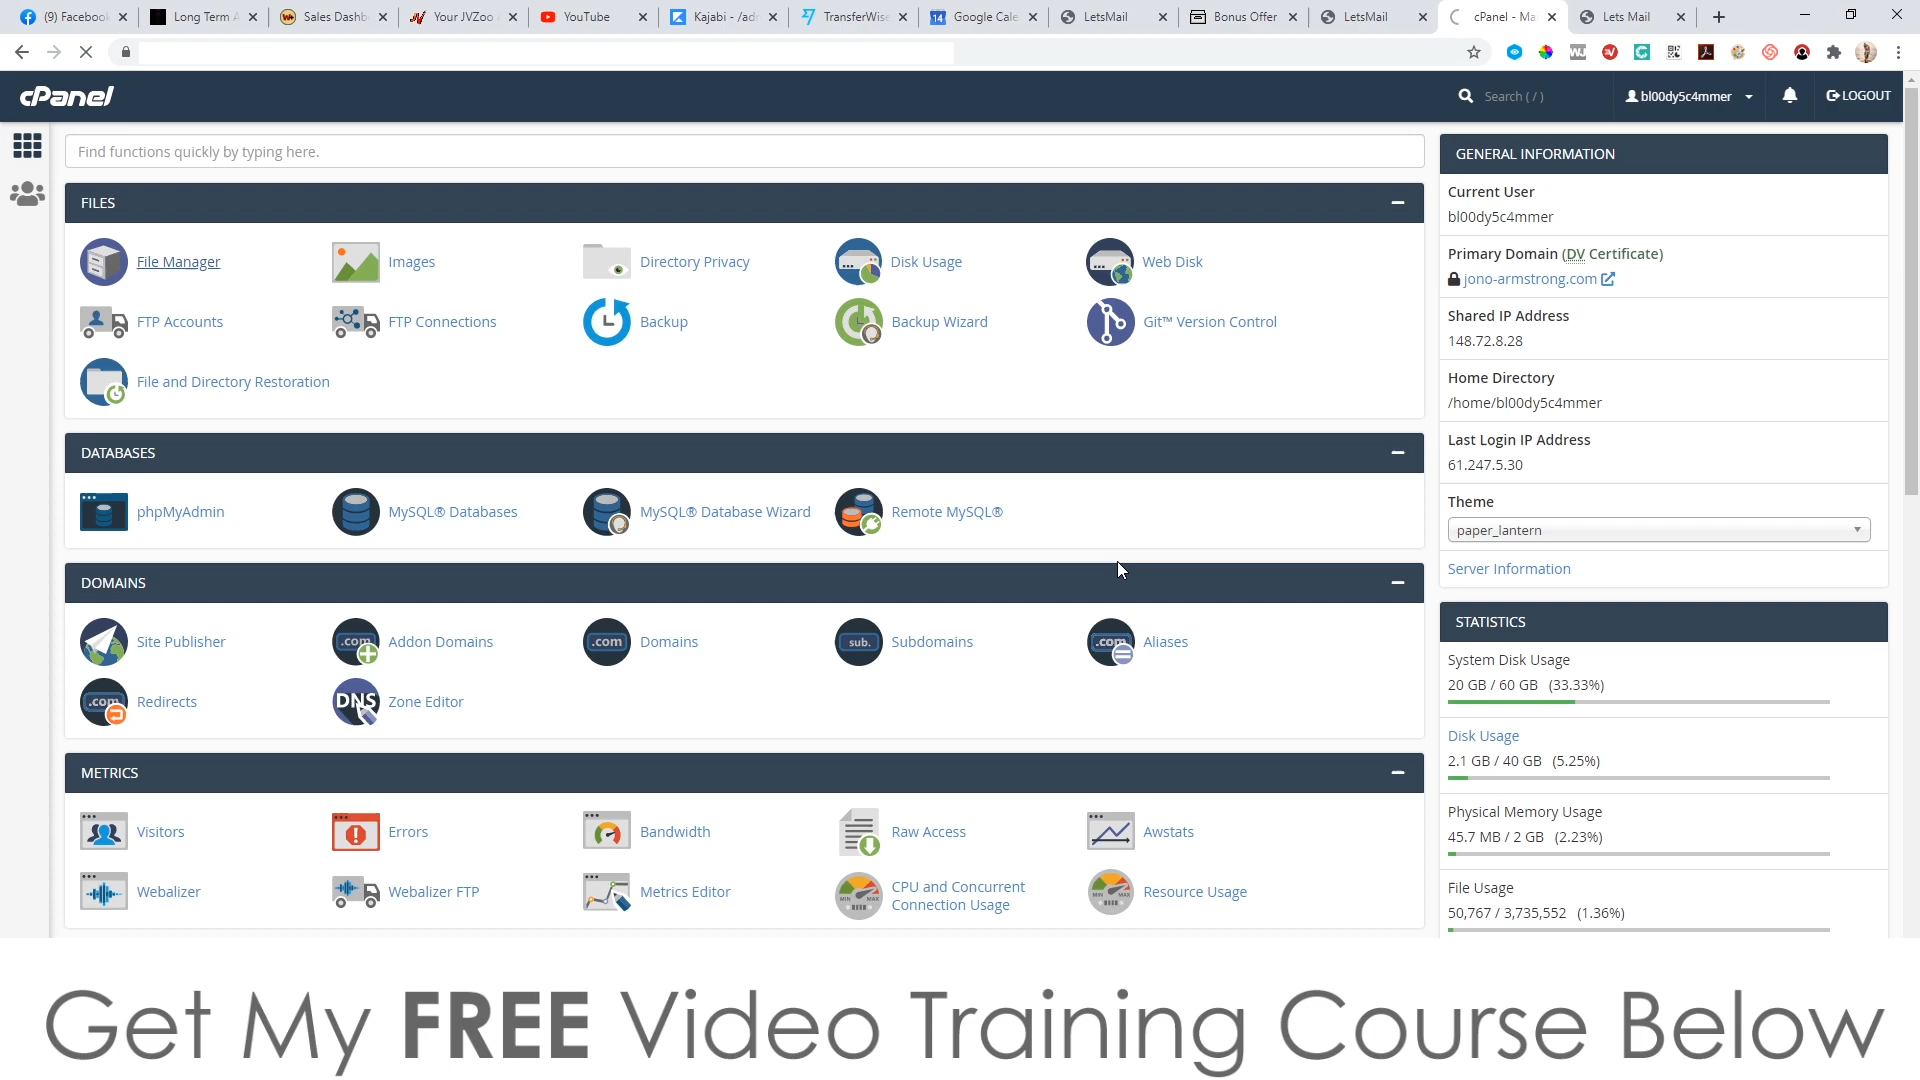 (9) Facebook
Long Term A
Sales Dashb
Your JVZoo
YouTube
Kajabi - /adr
TransferWise
Google Cale
LetsMail
Bonus Offer
LetsMail
cPanel - Ma
Lets Mail
cPanel
Search ( / )
bl00dy5c4mmer
LOGOUT
Find functions quickly by typing here.
FILES
File Manager
Images
Directory Privacy
Disk Usage
Web Disk
FTP Accounts
FTP Connections
Backup
Backup Wizard
Git™ Version Control
File and Directory Restoration
DATABASES
phpMyAdmin
MySQL® Databases
MySQL® Database Wizard
Remote MySQL®
DOMAINS
Site Publisher
Addon Domains
Domains
Subdomains
Aliases
Redirects
Zone Editor
METRICS
Visitors
Errors
Bandwidth
Raw Access
Awstats
Webalizer
Webalizer FTP
Metrics Editor
CPU and Concurrent
Connection Usage
Resource Usage
GENERAL INFORMATION
Current User
bl00dy5c4mmer
Primary Domain (DV Certificate)
jono-armstrong.com
Shared IP Address
148.72.8.28
Home Directory
/home/bl00dy5c4mmer
Last Login IP Address
61.247.5.30
Theme
paper_lantern
Server Information
STATISTICS
System Disk Usage
20 GB / 60 GB (33.33%)
Disk Usage
2.1 GB / 40 GB (5.25%)
Physical Memory Usage
45.7 MB / 2 GB (2.23%)
File Usage
50,767 / 3,735,552 (1.36%)
Get My FREE Video Training Course Below